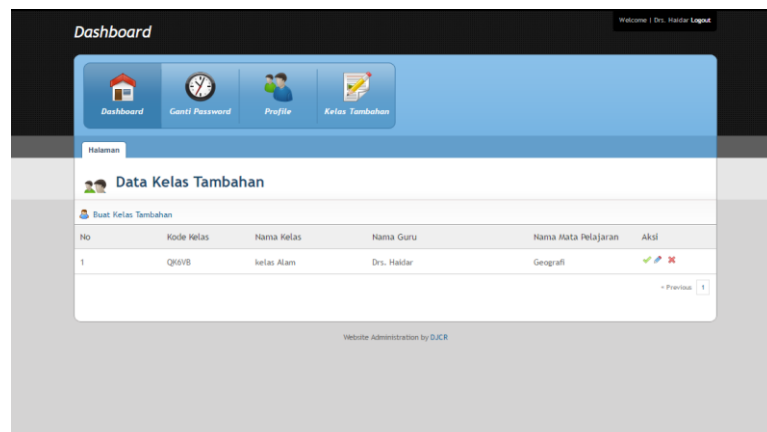 Dashboard
Welcome | Drs. Haidar Logout
Dashboard Ganti Password Profile Kelas Tambahan
Halaman
Data Kelas Tambahan
Buat Kelas Tambahan
No Kode Kelas Nama Kelas Nama Guru Nama Mata Pelajaran Aksi
1 QK6VB kelas Alam Drs. Haidar Geografi
« Previous 1
Website Administration by DJCR